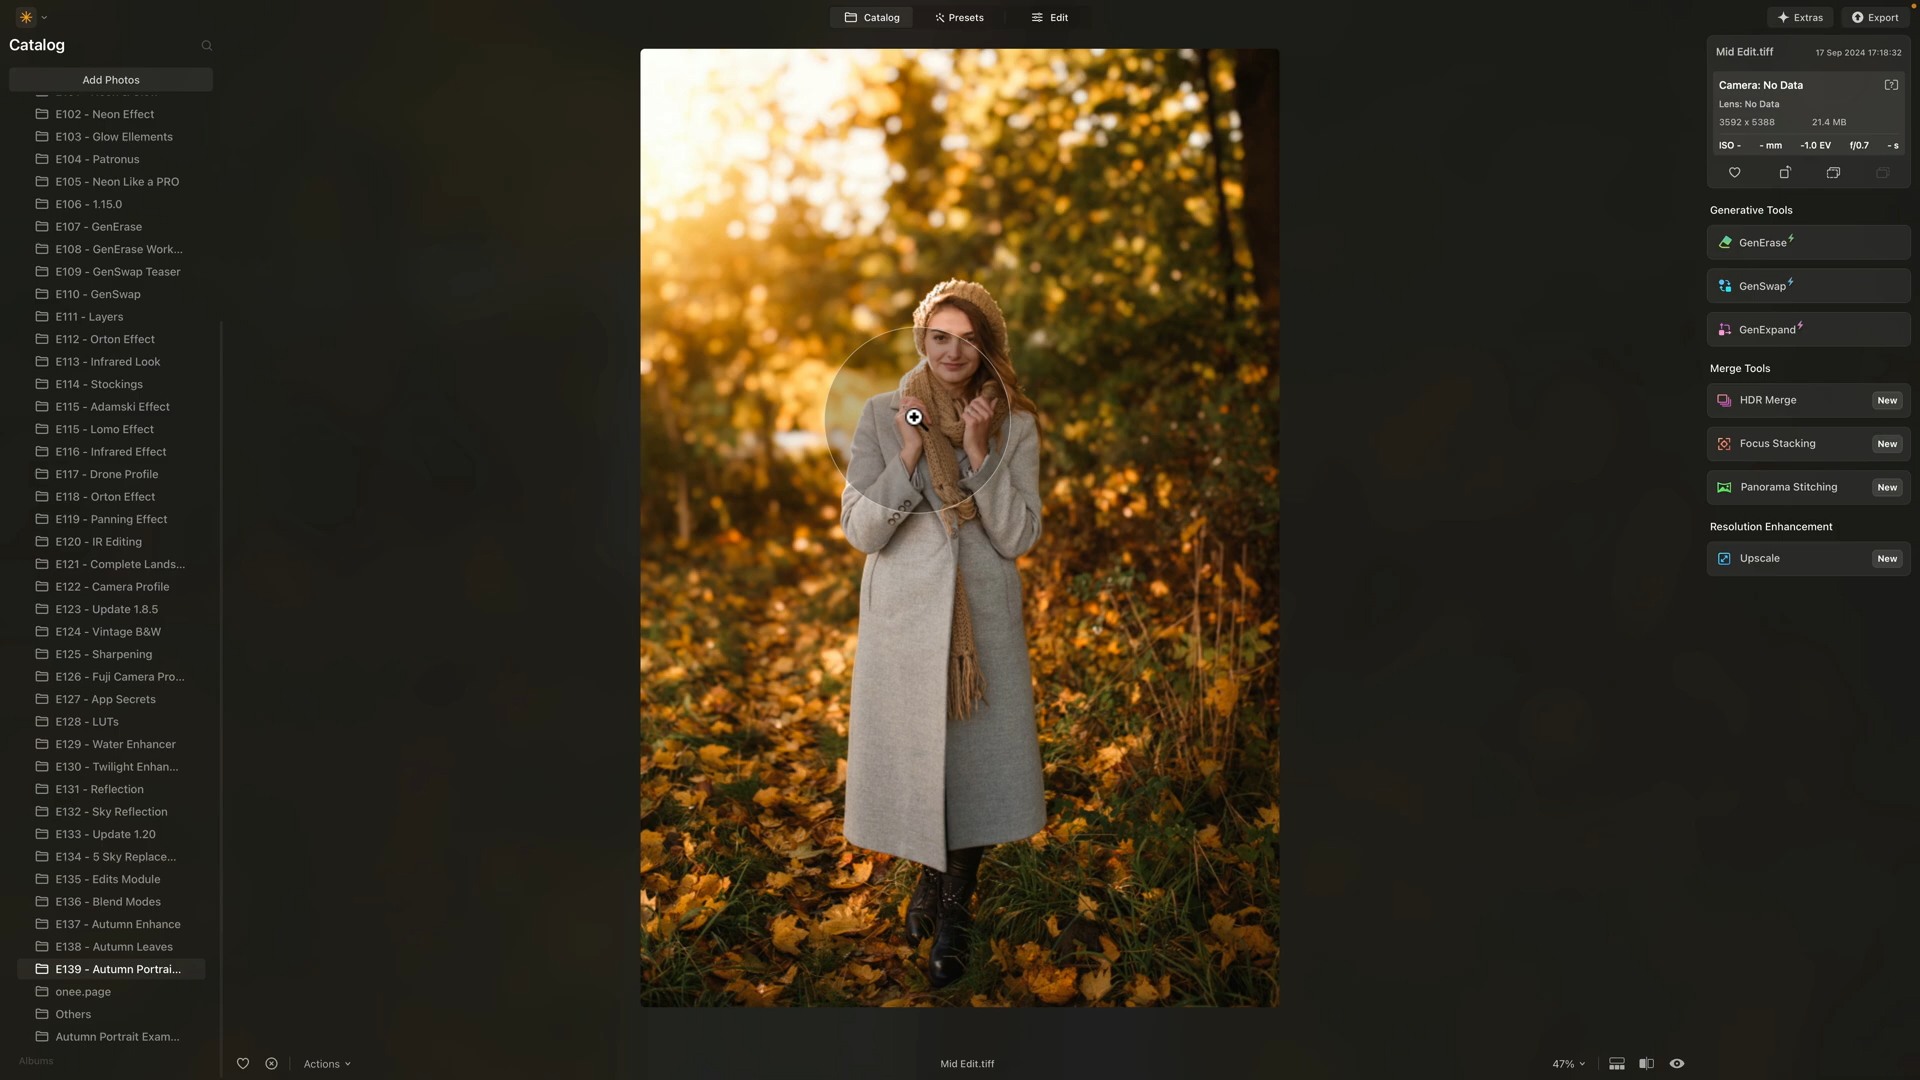 Catalog
Presets
Edit
Extras
Export
Catalog
Add Photos
E102 - Neon Effect
E103 - Glow Ellements
E104 - Patronus
E105 - Neon Like a PRO
E106 - 1.15.0
E107 - GenErase
E108 - GenErase Work...
E109 - GenSwap Teaser
E110 - GenSwap
E111 - Layers
E112 - Orton Effect
E113 - Infrared Look
E114 - Stockings
E115 - Adamski Effect
E115 - Lomo Effect
E116 - Infrared Effect
E117 - Drone Profile
E118 - Orton Effect
E119 - Panning Effect
E120 - IR Editing
E121 - Complete Lands...
E122 - Camera Profile
E123 - Update 1.8.5
E124 - Vintage B&W
E125 - Sharpening
E126 - Fuji Camera Pro...
E127 - App Secrets
E128 - LUTs
E129 - Water Enhancer
E130 - Twilight Enhan...
E131 - Reflection
E132 - Sky Reflection
E133 - Update 1.20
E134 - 5 Sky Replace...
E135 - Edits Module
E136 - Blend Modes
E137 - Autumn Enhance
E138 - Autumn Leaves
E139 - Autumn Portrai...
onee.page
Others
Autumn Portrait Exam...
Albums
Actions
Mid Edit.tiff
47%
Mid Edit.tiff 17 Sep 2024 17:18:32
Camera: No Data
Lens: No Data
3592 x 5388 21.4 MB
ISO - - mm -1.0 EV f/0.7 - s
Generative Tools
GenErase
GenSwap
GenExpand
Merge Tools
HDR Merge New
Focus Stacking New
Panorama Stitching New
Resolution Enhancement
Upscale New